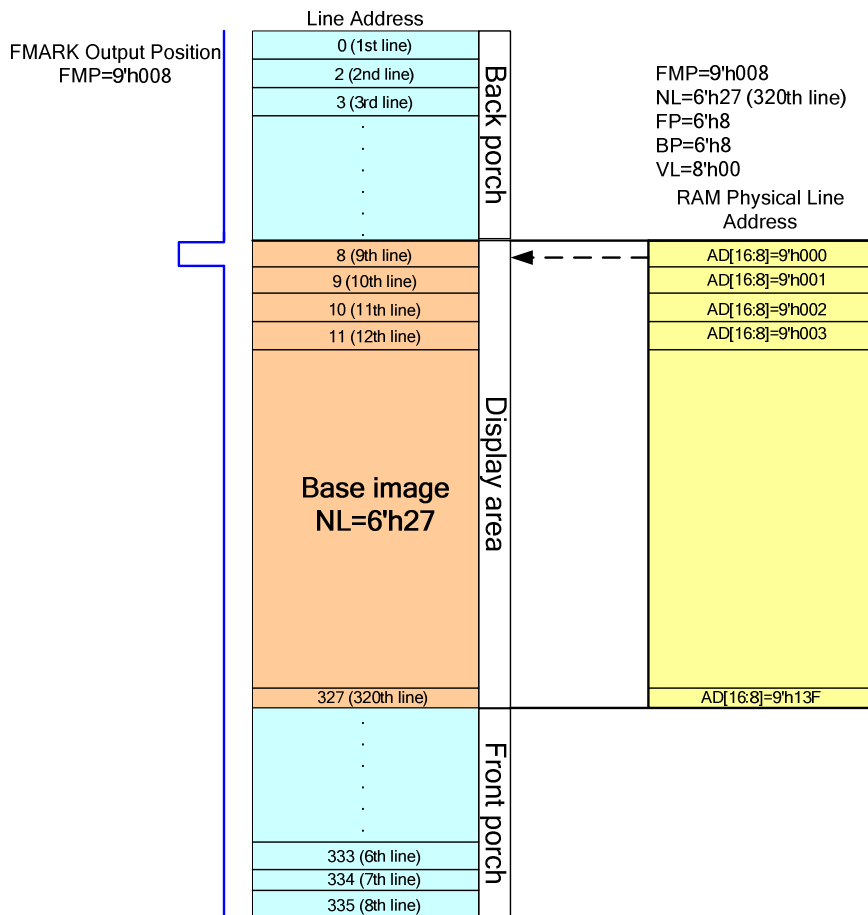 Line Address
FMARK Output Position
FMP=9'h008
0 (1st line)
2 (2nd line)
3 (3rd line)
.
.
.
.
.
.
Back porch
FMP=9'h008
NL=6'h27 (320th line)
FP=6'h8
BP=6'h8
VL=8'h00
RAM Physical Line
Address
8 (9th line)
9 (10th line)
10 (11th line)
11 (12th line)
Base image
NL=6'h27
327 (320th line)
Display area
AD[16:8]=9'h000
AD[16:8]=9'h001
AD[16:8]=9'h002
AD[16:8]=9'h003
AD[16:8]=9'h13F
.
.
.
.
.
.
333 (6th line)
334 (7th line)
335 (8th line)
Front porch